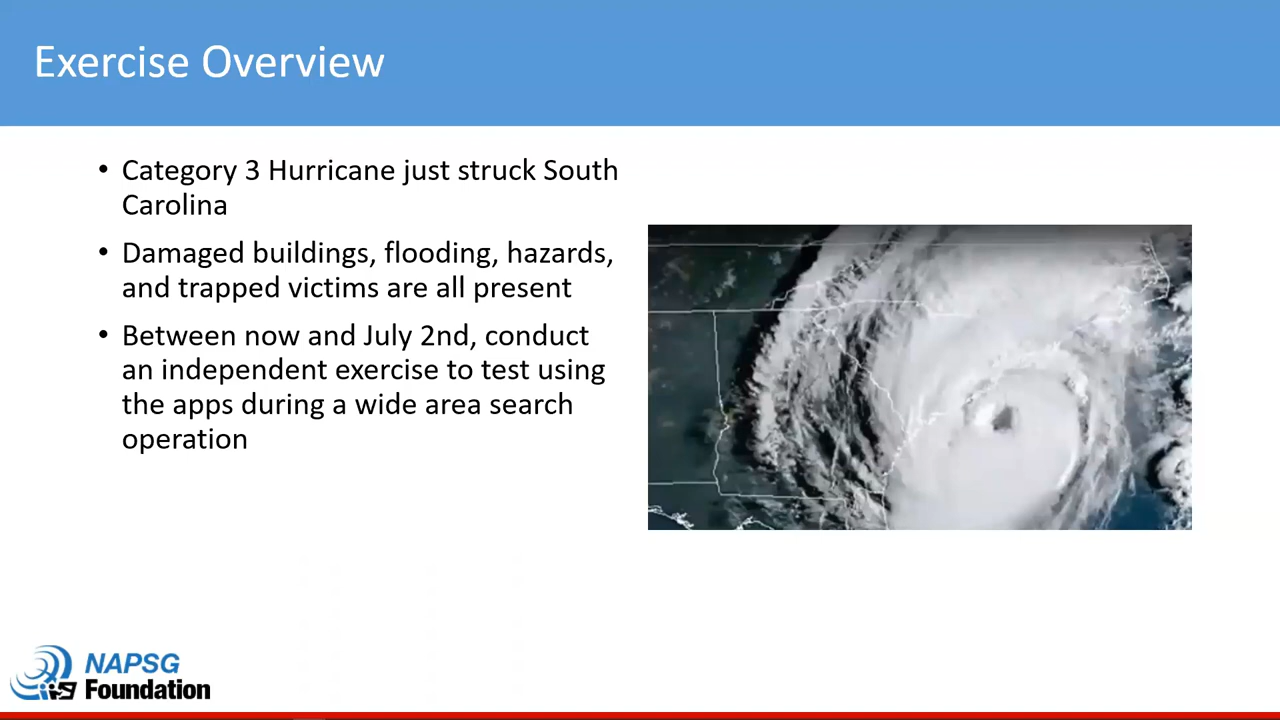 Exercise Overview
• Category 3 Hurricane just struck South
Carolina
• Damaged buildings, flooding, hazards,
and trapped victims are all present
• Between now and July 2nd, conduct
an independent exercise to test using
the apps during a wide area search
operation
NAPSG
Foundation